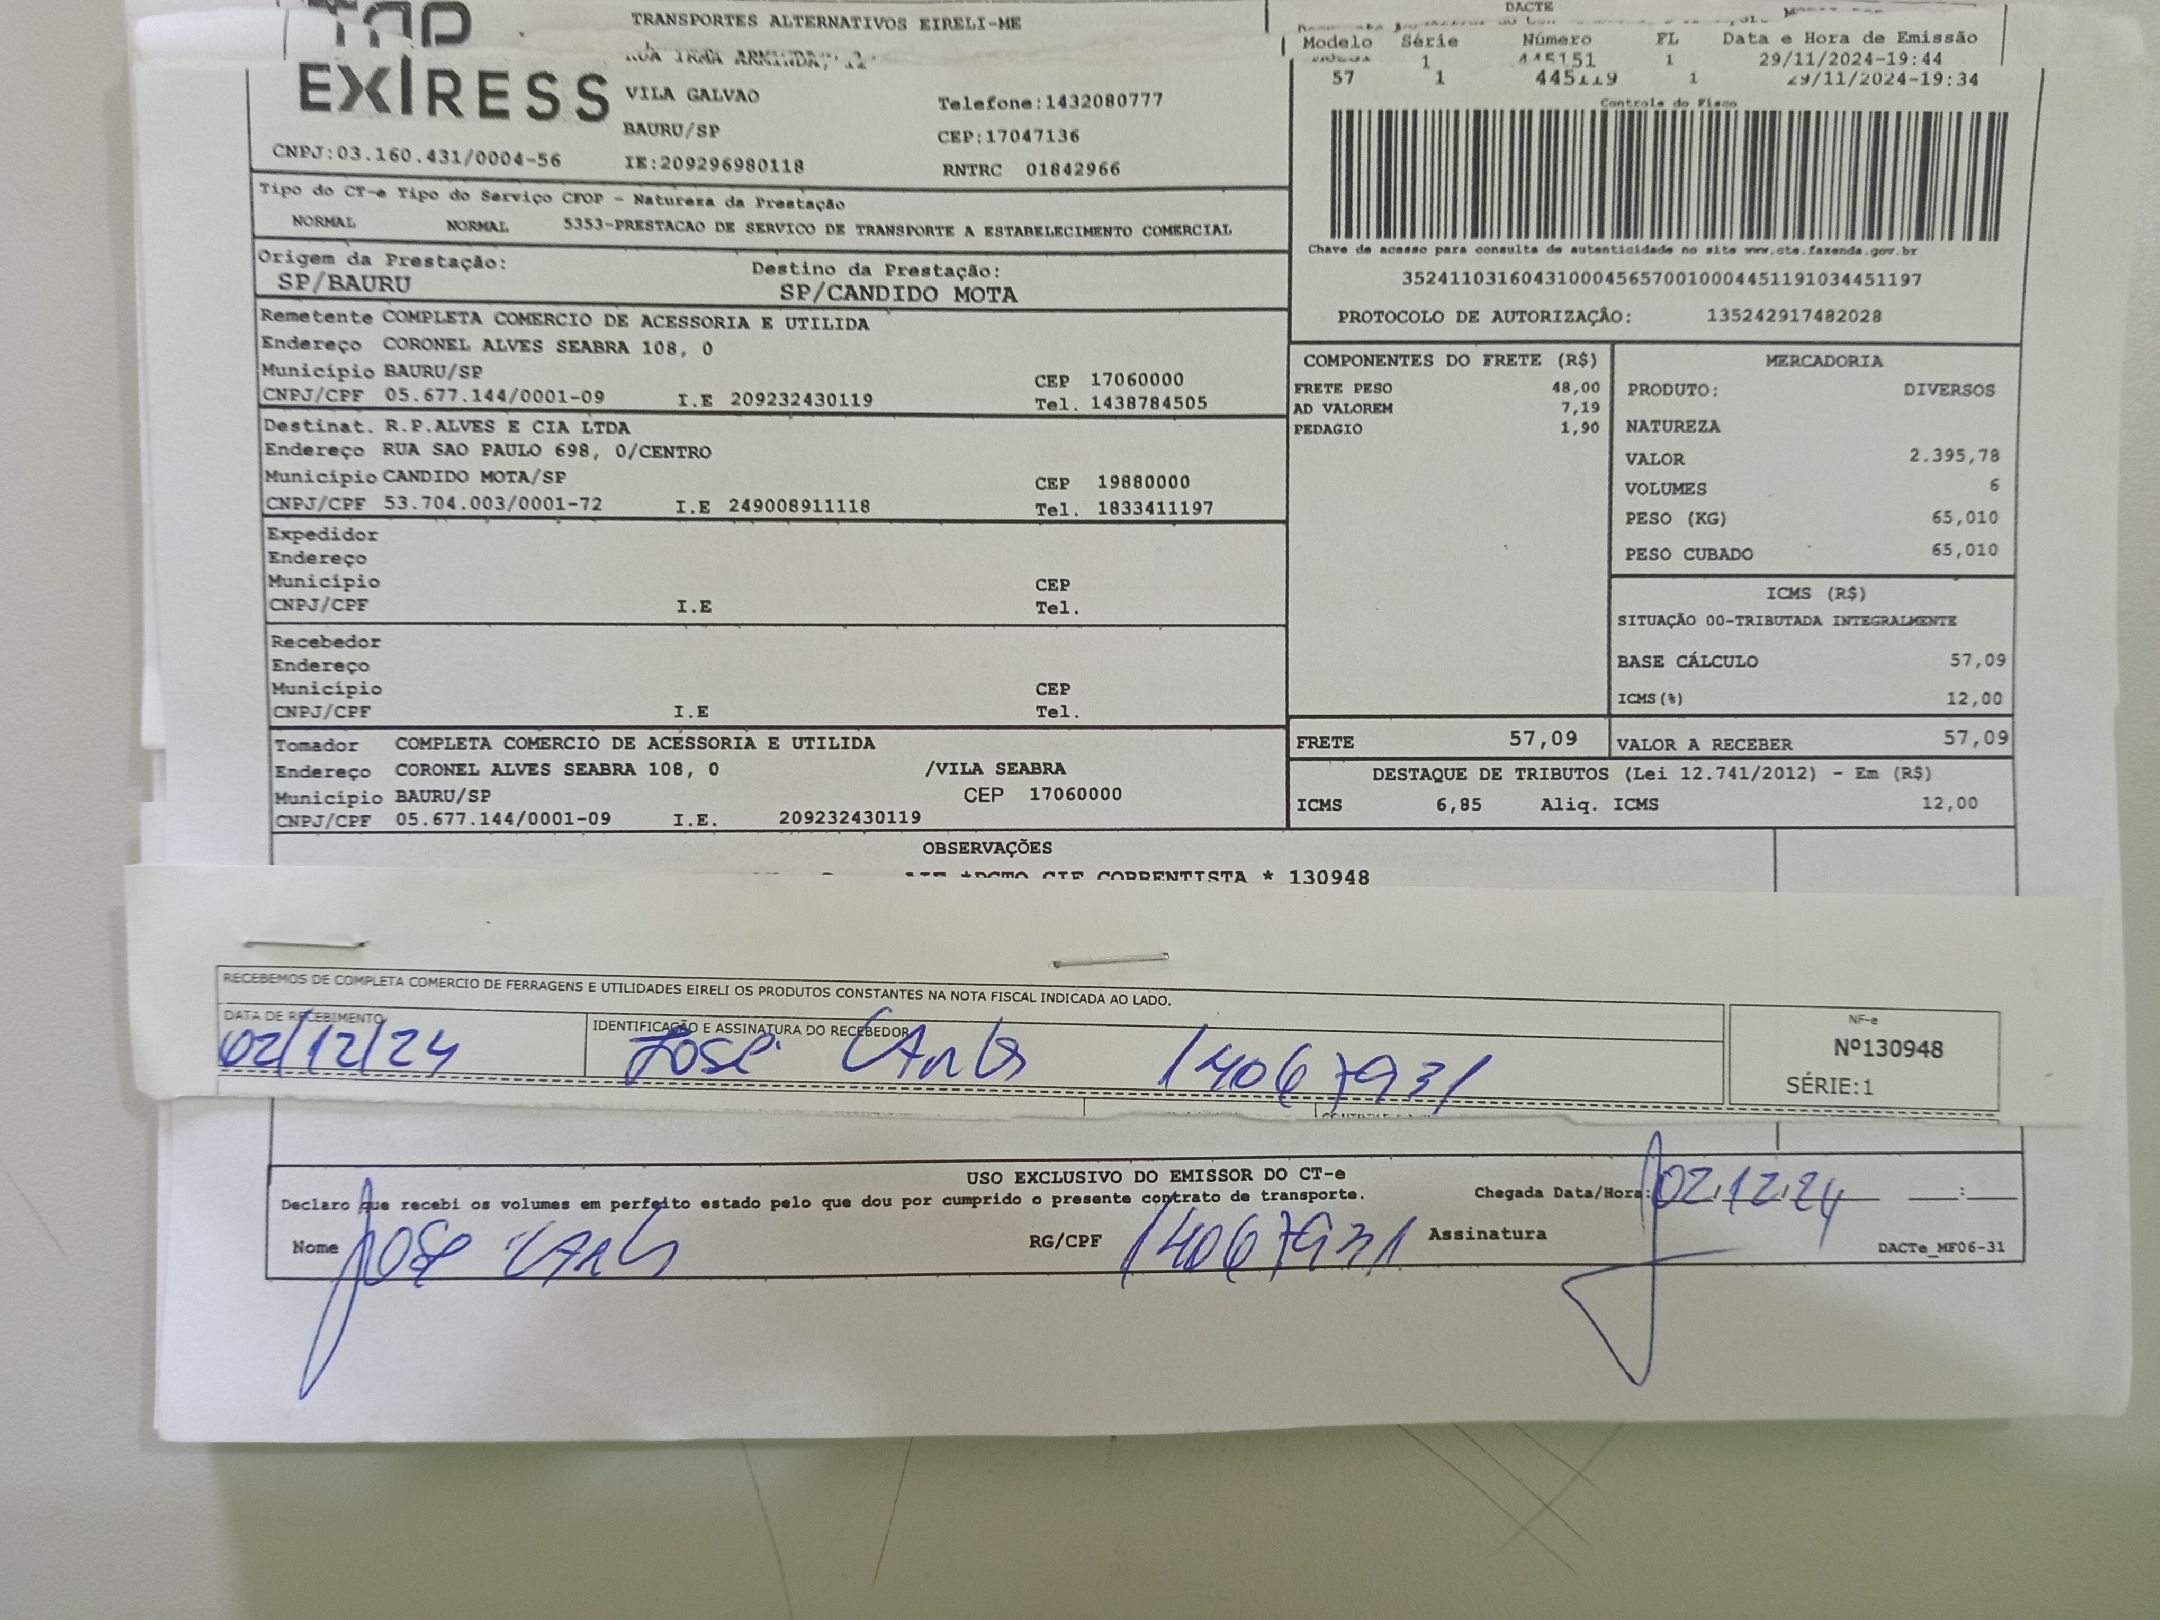 TRANSPORTES ALTERNATIVOS EIRELI-ME
EXPRESS
VILA GALVAO
Telefone:1432080777
BAURU/SP
CEP:17047136
CNPJ:03.160.431/0004-56
IE:209296980118
RNTRC 01842966
DACTE
Modelo Série Número FL Data e Hora de Emissão
1 445151 1 29/11/2024-19:44
57 1 445119 1 29/11/2024-19:34
Controle do Fisco
Chave de acesso para consulta de autenticidade no site www.cte.fazenda.gov.br
35241103160431000456570010004451191034451197
PROTOCOLO DE AUTORIZAÇÃO: 135242917482028
Tipo do CT-e Tipo do Serviço CFOP - Natureza da Prestação
NORMAL NORMAL 5353-PRESTACAO DE SERVICO DE TRANSPORTE A ESTABELECIMENTO COMERCIAL
Origem da Prestação: Destino da Prestação:
SP/BAURU SP/CANDIDO MOTA
Remetente COMPLETA COMERCIO DE ACESSORIA E UTILIDA
Endereço CORONEL ALVES SEABRA 108, 0
Município BAURU/SP CEP 17060000
CNPJ/CPF 05.677.144/0001-09 I.E 209232430119 Tel. 1438784505
Destinat. R.P.ALVES E CIA LTDA
Endereço RUA SAO PAULO 698, 0/CENTRO
Município CANDIDO MOTA/SP CEP 19880000
CNPJ/CPF 53.704.003/0001-72 I.E 249008911118 Tel. 1833411197
Expedidor
Endereço
Município CEP
CNPJ/CPF I.E Tel.
Recebedor
Endereço
Município CEP
CNPJ/CPF I.E Tel.
Tomador COMPLETA COMERCIO DE ACESSORIA E UTILIDA
Endereço CORONEL ALVES SEABRA 108, 0 /VILA SEABRA
Município BAURU/SP CEP 17060000
CNPJ/CPF 05.677.144/0001-09 I.E. 209232430119
COMPONENTES DO FRETE (R$)
FRETE PESO 48,00
AD VALOREM 7,19
PEDAGIO 1,90
MERCADORIA
PRODUTO: DIVERSOS
NATUREZA
VALOR 2.395,78
VOLUMES 6
PESO (KG) 65,010
PESO CUBADO 65,010
ICMS (R$)
SITUAÇÃO 00-TRIBUTADA INTEGRALMENTE
BASE CÁLCULO 57,09
ICMS(%) 12,00
FRETE 57,09
VALOR A RECEBER 57,09
DESTAQUE DE TRIBUTOS (Lei 12.741/2012) - Em (R$)
ICMS 6,85 Aliq. ICMS 12,00
OBSERVAÇÕES
*DCTO CIF CORRENTISTA * 130948
RECEBEMOS DE COMPLETA COMERCIO DE FERRAGENS E UTILIDADES EIRELI OS PRODUTOS CONSTANTES NA NOTA FISCAL INDICADA AO LADO.
DATA DE RECEBIMENTO
02/12/24
IDENTIFICAÇÃO E ASSINATURA DO RECEBEDOR
José Carlos 14067931
NF-e
Nº130948
SÉRIE:1
USO EXCLUSIVO DO EMISSOR DO CT-e
Declaro que recebi os volumes em perfeito estado pelo que dou por cumprido o presente contrato de transporte.
Chegada Data/Hora: 02.12.24 ___:___
Nome José Carlos RG/CPF 14067931 Assinatura
DACTe_MF06-31